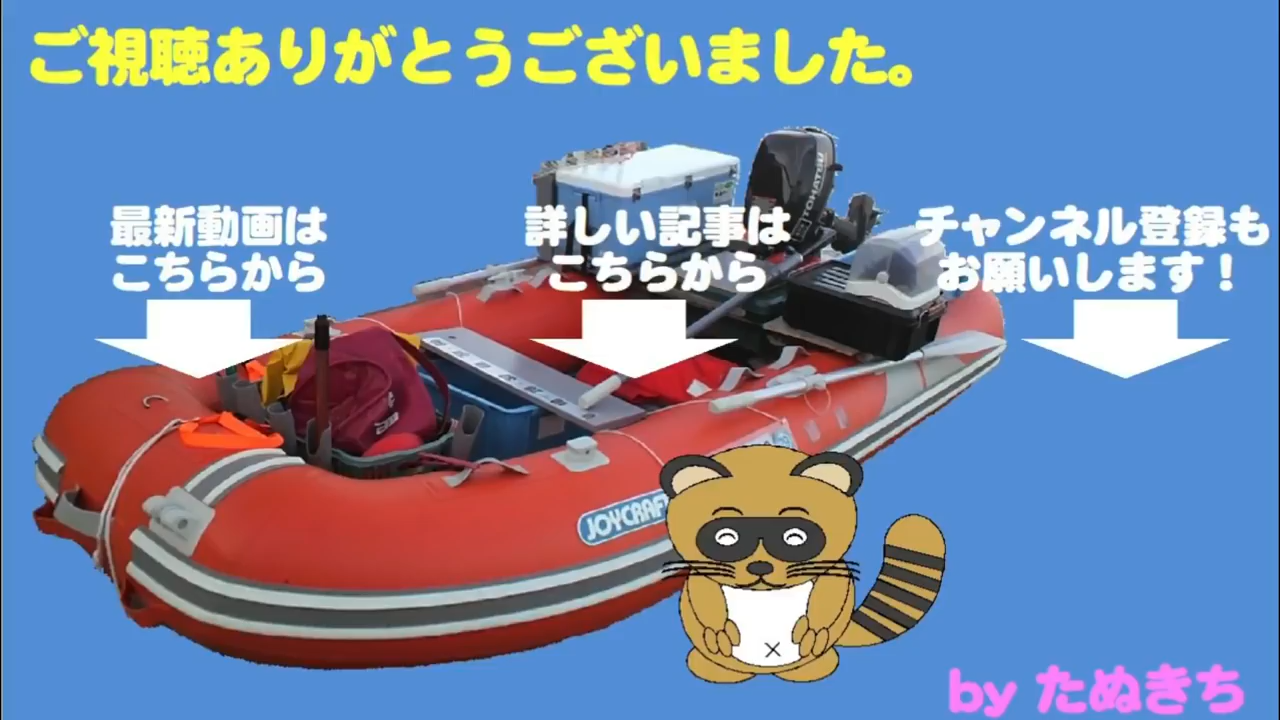 ご視聴ありがとうございました。
最新動画は
こちらから
詳しい記事は
こちらから
チャンネル登録も
お願いします！
TOHATSU
JOYCRAF
by たぬきち